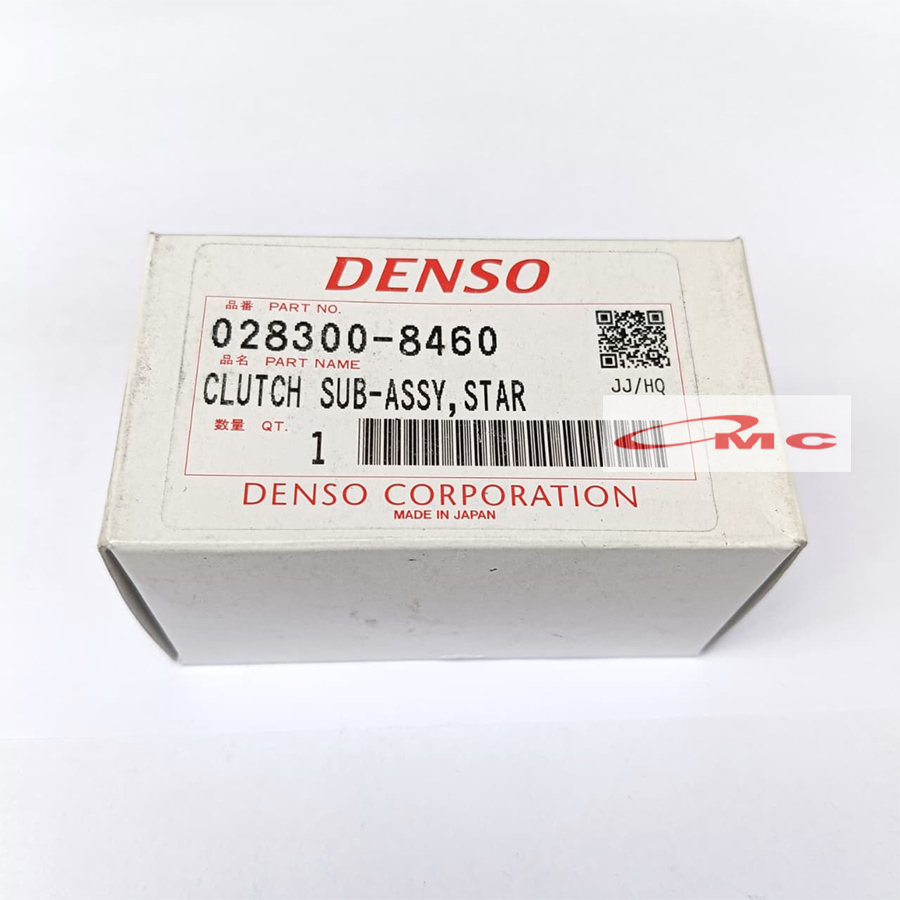 DENSO
品番 PART NO.
028300-8460
品名 PART NAME
CLUTCH SUB-ASSY,STAR
JJ/HQ
数量 QT.
1
MC
DENSO CORPORATION
MADE IN JAPAN